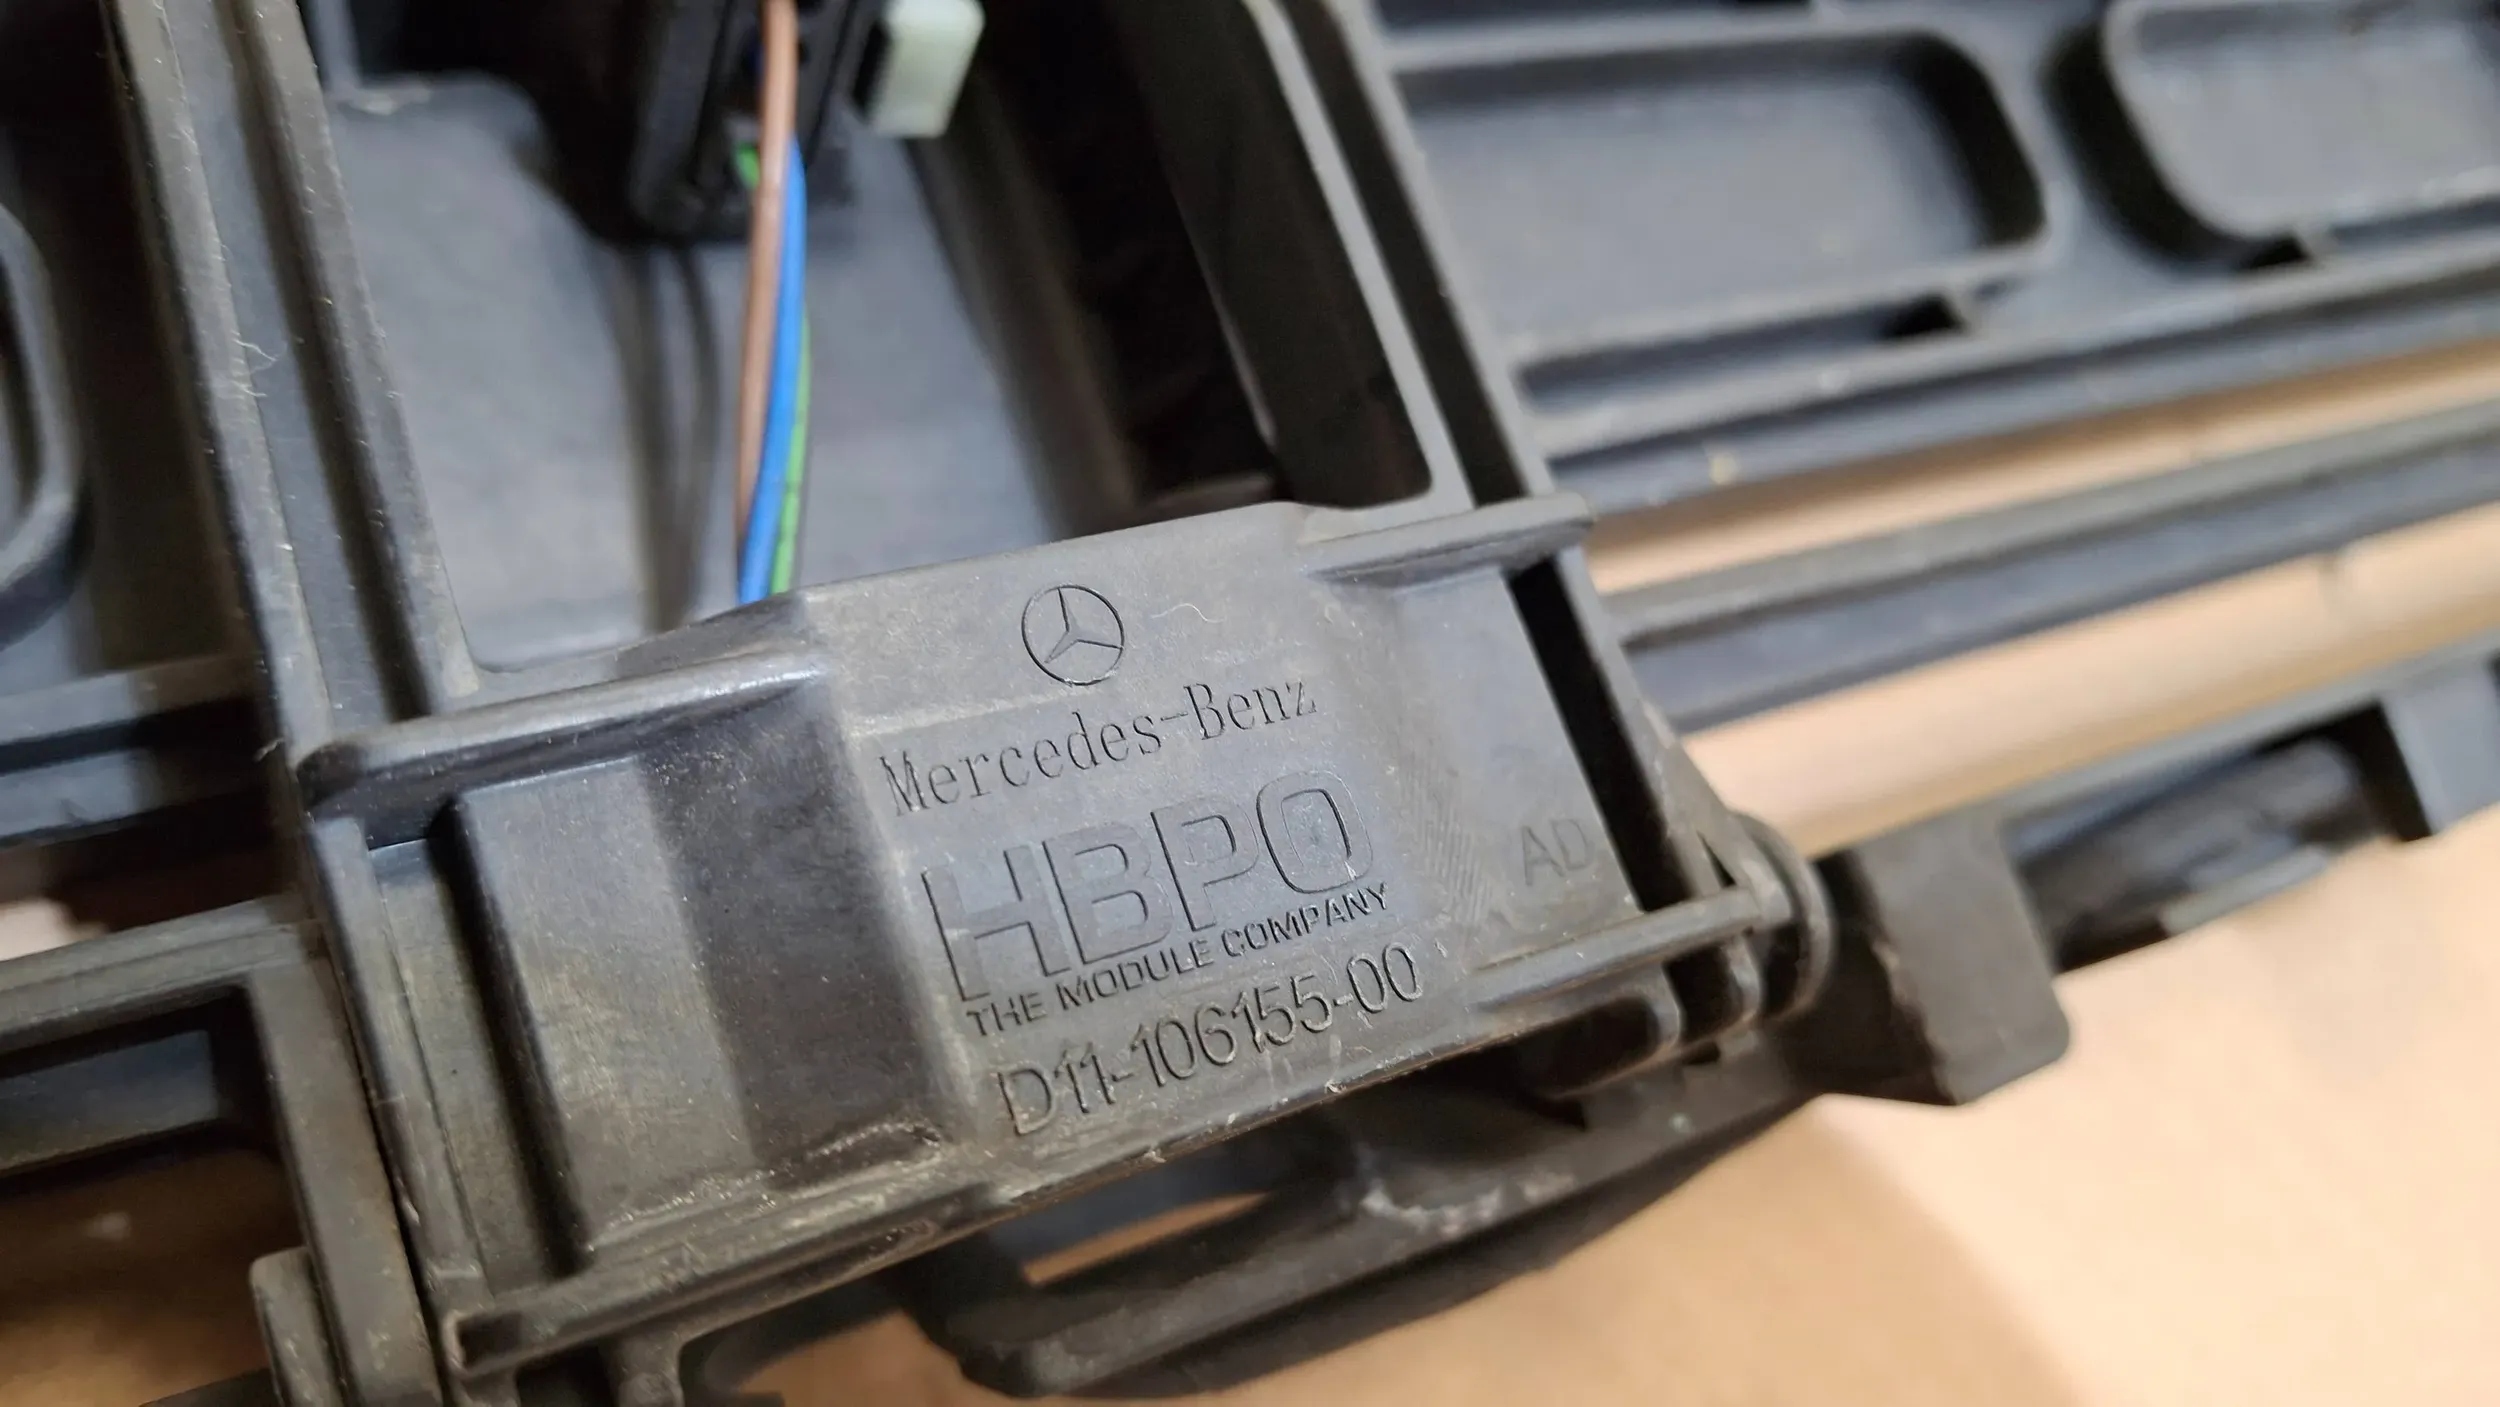 Mercedes-Benz
HBPO
THE MODULE COMPANY
D11-106155-00
AD